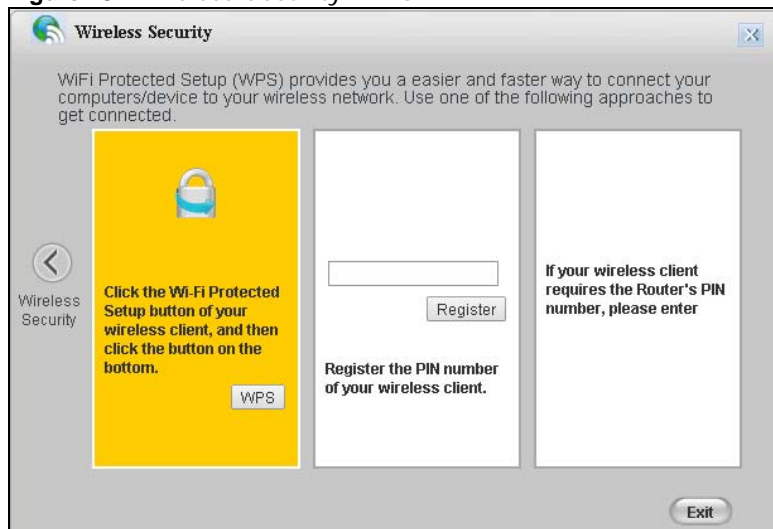 Wireless Security
WiFi Protected Setup (WPS) provides you a easier and faster way to connect your
computers/device to your wireless network. Use one of the following approaches to
get connected.
Wireless
Security
Click the Wi-Fi Protected
Setup button of your
wireless client, and then
click the button on the
bottom.
WPS
Register
Register the PIN number
of your wireless client.
If your wireless client
requires the Router's PIN
number, please enter
Exit